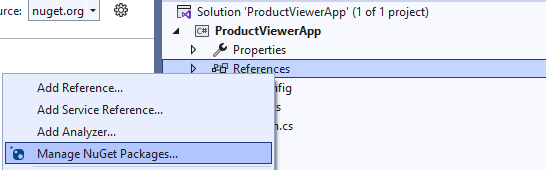 urce: nuget.org
Solution 'ProductViewerApp' (1 of 1 project)
C# ProductViewerApp
Properties
References
Add Reference...
Add Service Reference...
Add Analyzer...
Manage NuGet Packages...
nfig
s
n.cs